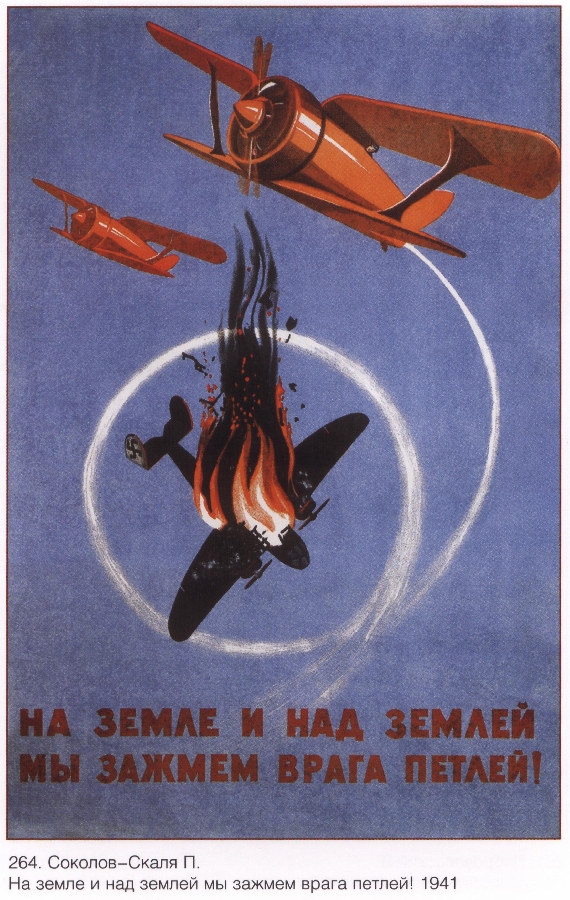 НА ЗЕМЛЕ И НАД ЗЕМЛЕЙ
МЫ ЗАЖМЕМ ВРАГА ПЕТЛЕЙ!
264. Соколов–Скаля П.
На земле и над землей мы зажмем врага петлей! 1941